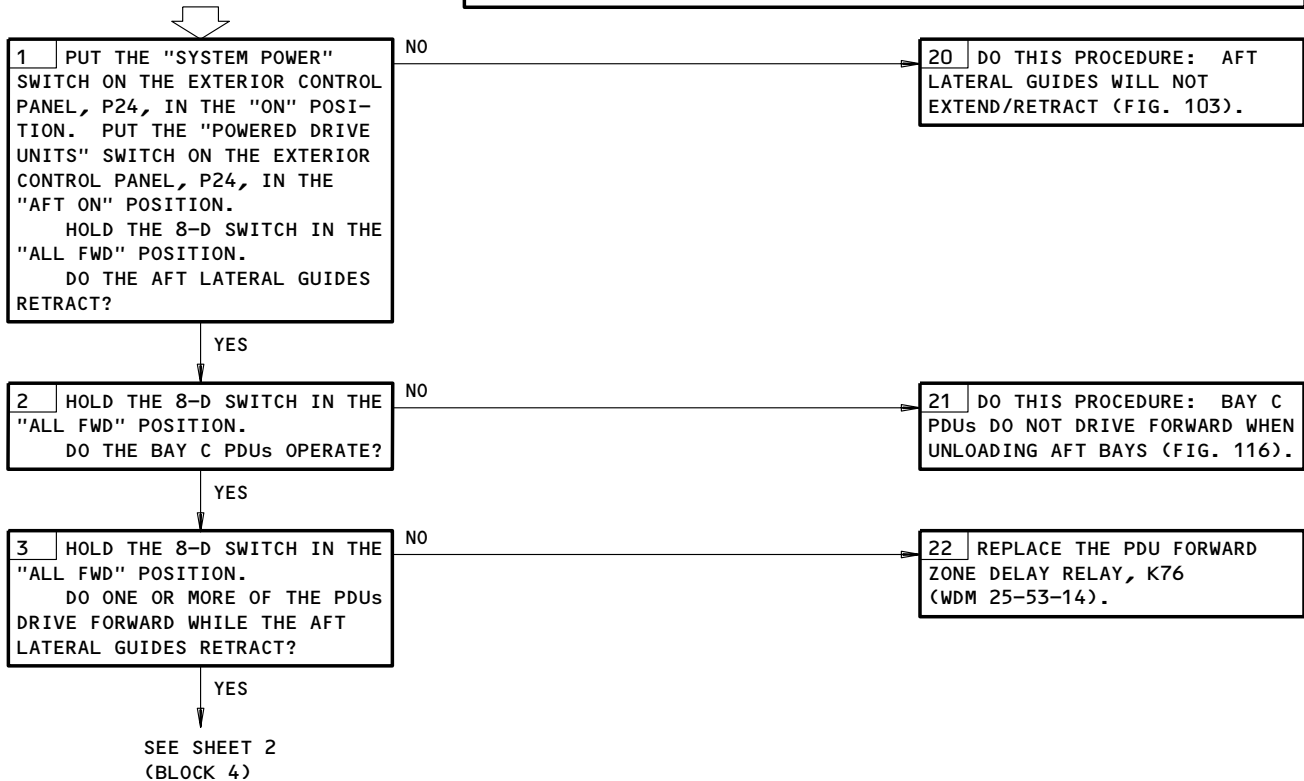 1 PUT THE "SYSTEM POWER"
SWITCH ON THE EXTERIOR CONTROL
PANEL, P24, IN THE "ON" POSI-
TION. PUT THE "POWERED DRIVE
UNITS" SWITCH ON THE EXTERIOR
CONTROL PANEL, P24, IN THE
"AFT ON" POSITION.
HOLD THE 8-D SWITCH IN THE
"ALL FWD" POSITION.
DO THE AFT LATERAL GUIDES
RETRACT?
NO
20 DO THIS PROCEDURE: AFT
LATERAL GUIDES WILL NOT
EXTEND/RETRACT (FIG. 103).
YES
2 HOLD THE 8-D SWITCH IN THE
"ALL FWD" POSITION.
DO THE BAY C PDUs OPERATE?
NO
21 DO THIS PROCEDURE: BAY C
PDUs DO NOT DRIVE FORWARD WHEN
UNLOADING AFT BAYS (FIG. 116).
YES
3 HOLD THE 8-D SWITCH IN THE
"ALL FWD" POSITION.
DO ONE OR MORE OF THE PDUs
DRIVE FORWARD WHILE THE AFT
LATERAL GUIDES RETRACT?
NO
22 REPLACE THE PDU FORWARD
ZONE DELAY RELAY, K76
(WDM 25-53-14).
YES
SEE SHEET 2
(BLOCK 4)